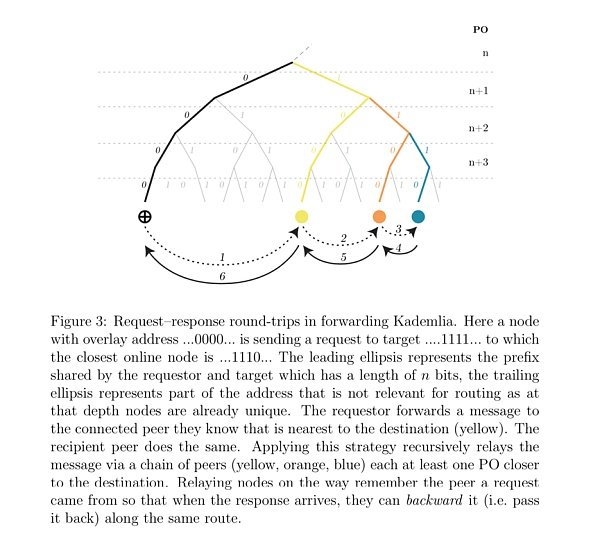 PO
n
0 1
n+1
0 1 0 1
n+2
0 1 0 1 0 1 0 1
n+3
0 1 0 1 0 1 0 1 0 1 0 1 0 1 0 1
1
2
3
4
5
6
Figure 3: Request–response round-trips in forwarding Kademlia. Here a node
with overlay address ...0000... is sending a request to target ....1111... to which
the closest online node is ...1110... The leading ellipsis represents the prefix
shared by the requestor and target which has a length of n bits, the trailing
ellipsis represents part of the address that is not relevant for routing as at
that depth nodes are already unique. The requestor forwards a message to
the connected peer they know that is nearest to the destination (yellow). The
recipient peer does the same. Applying this strategy recursively relays the
message via a chain of peers (yellow, orange, blue) each at least one PO closer
to the destination. Relaying nodes on the way remember the peer a request
came from so that when the response arrives, they can backward it (i.e. pass
it back) along the same route.